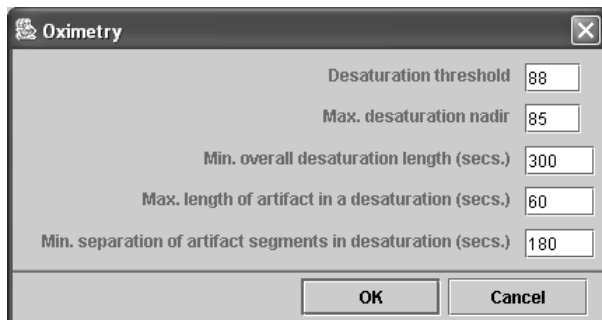 Oximetry
Desaturation threshold 88
Max. desaturation nadir 85
Min. overall desaturation length (secs.) 300
Max. length of artifact in a desaturation (secs.) 60
Min. separation of artifact segments in desaturation (secs.) 180
OK Cancel